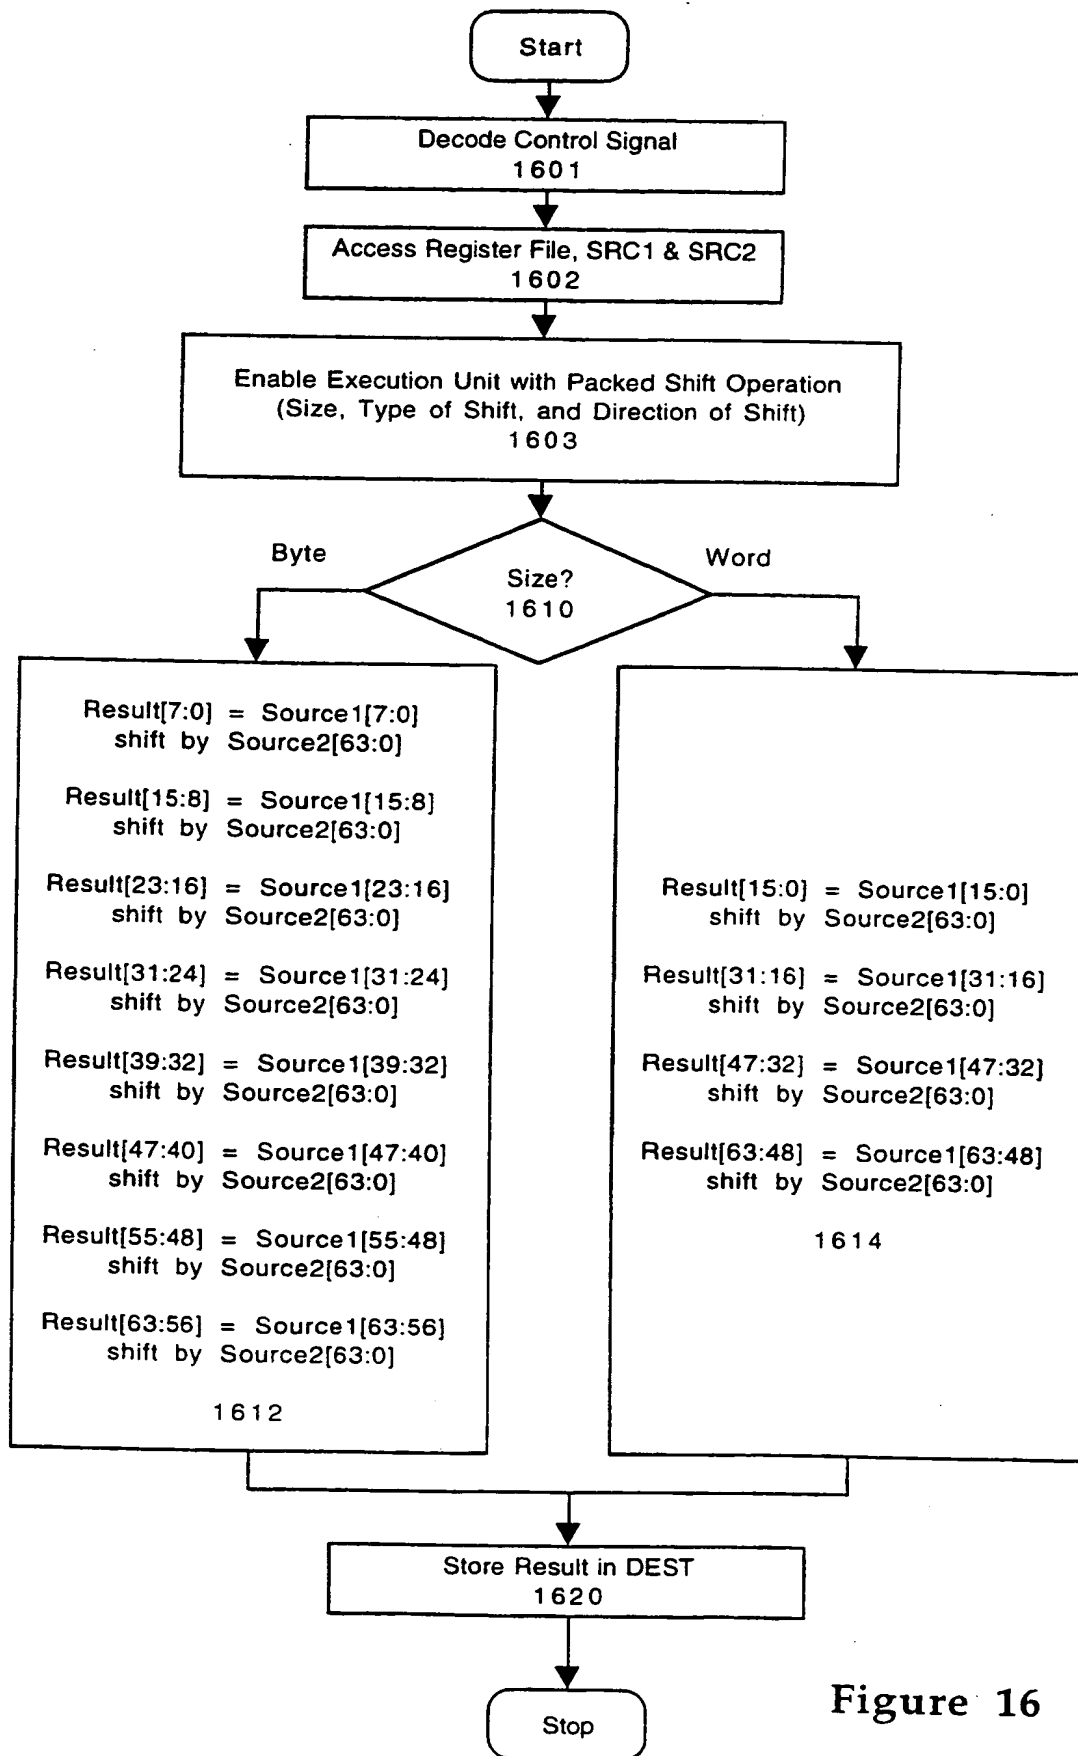 Start
Decode Control Signal
1601
Access Register File, SRC1 & SRC2
1602
Enable Execution Unit with Packed Shift Operation
(Size, Type of Shift, and Direction of Shift)
1603
Byte
Size?
1610
Word
Result[7:0] = Source1[7:0]
shift by Source2[63:0]
Result[15:8] = Source1[15:8]
shift by Source2[63:0]
Result[23:16] = Source1[23:16]
shift by Source2[63:0]
Result[31:24] = Source1[31:24]
shift by Source2[63:0]
Result[39:32] = Source1[39:32]
shift by Source2[63:0]
Result[47:40] = Source1[47:40]
shift by Source2[63:0]
Result[55:48] = Source1[55:48]
shift by Source2[63:0]
Result[63:56] = Source1[63:56]
shift by Source2[63:0]
1612
Result[15:0] = Source1[15:0]
shift by Source2[63:0]
Result[31:16] = Source1[31:16]
shift by Source2[63:0]
Result[47:32] = Source1[47:32]
shift by Source2[63:0]
Result[63:48] = Source1[63:48]
shift by Source2[63:0]
1614
Store Result in DEST
1620
Stop
Figure 16